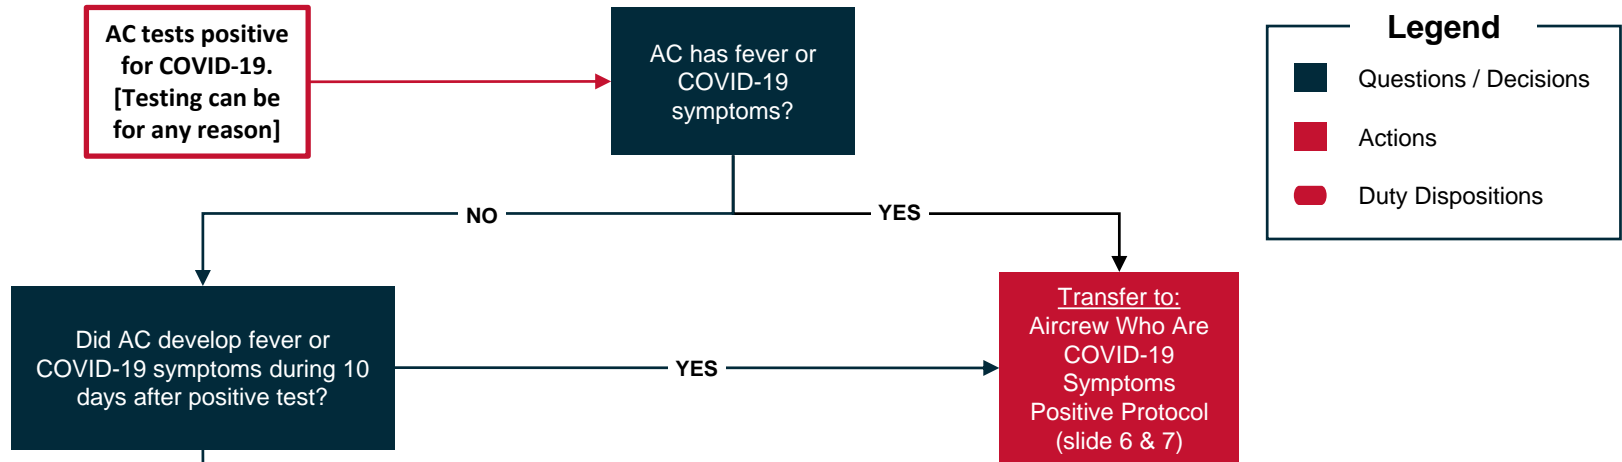 AC tests positive
for COVID-19.
[Testing can be
for any reason]
AC has fever or
COVID-19
symptoms?
Legend
Questions / Decisions
Actions
Duty Dispositions
NO
YES
Did AC develop fever or
COVID-19 symptoms during 10
days after positive test?
YES
Transfer to:
Aircrew Who Are
COVID-19
Symptoms
Positive Protocol
(slide 6 & 7)